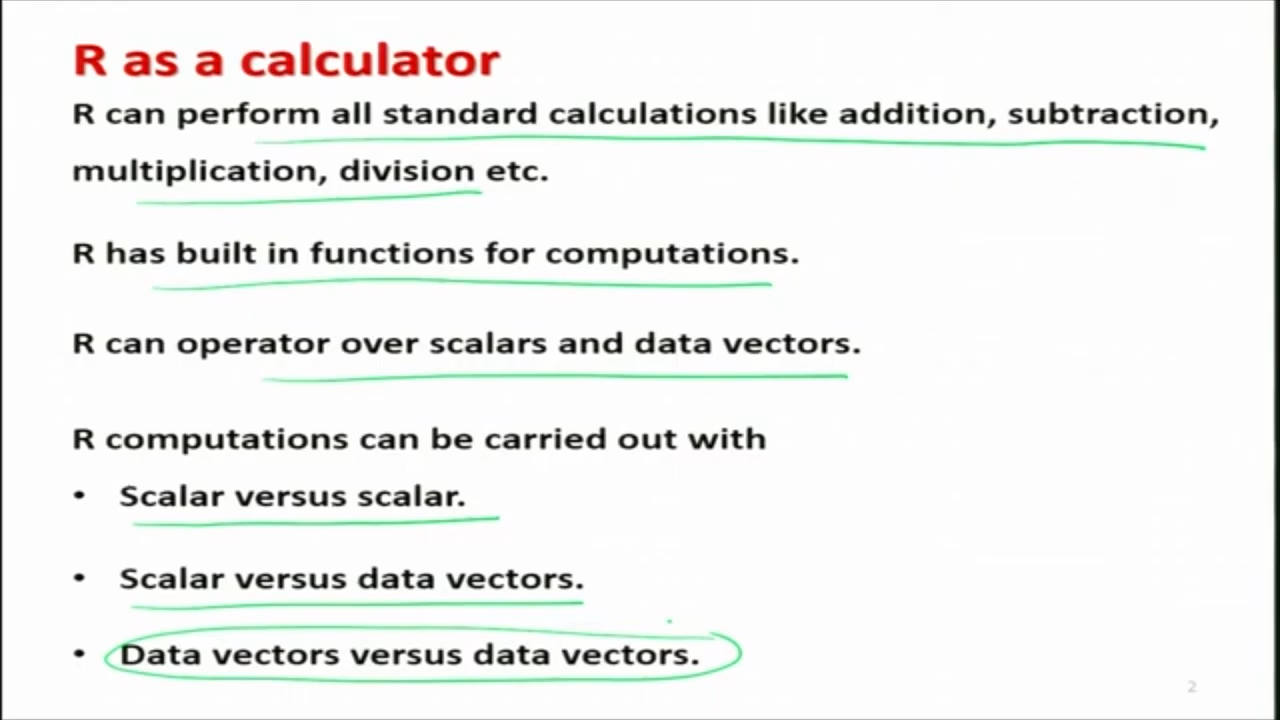 R as a calculator
R can perform all standard calculations like addition, subtraction,
multiplication, division etc.
R has built in functions for computations.
R can operator over scalars and data vectors.
R computations can be carried out with
• Scalar versus scalar.
• Scalar versus data vectors.
• Data vectors versus data vectors.
2